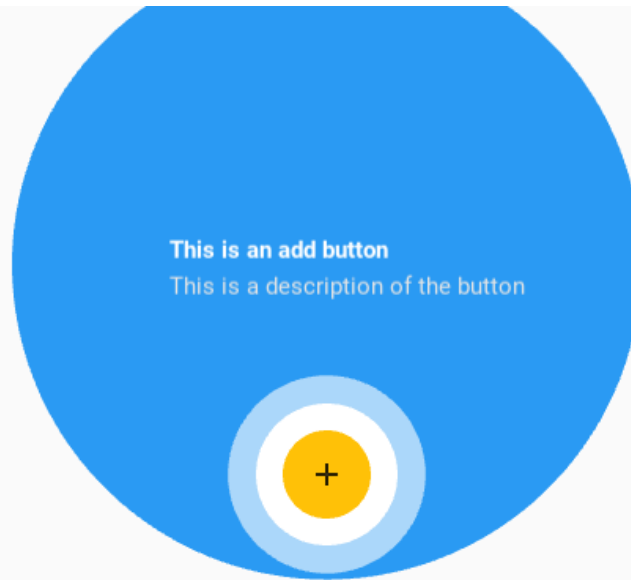 This is an add button
This is a description of the button
+